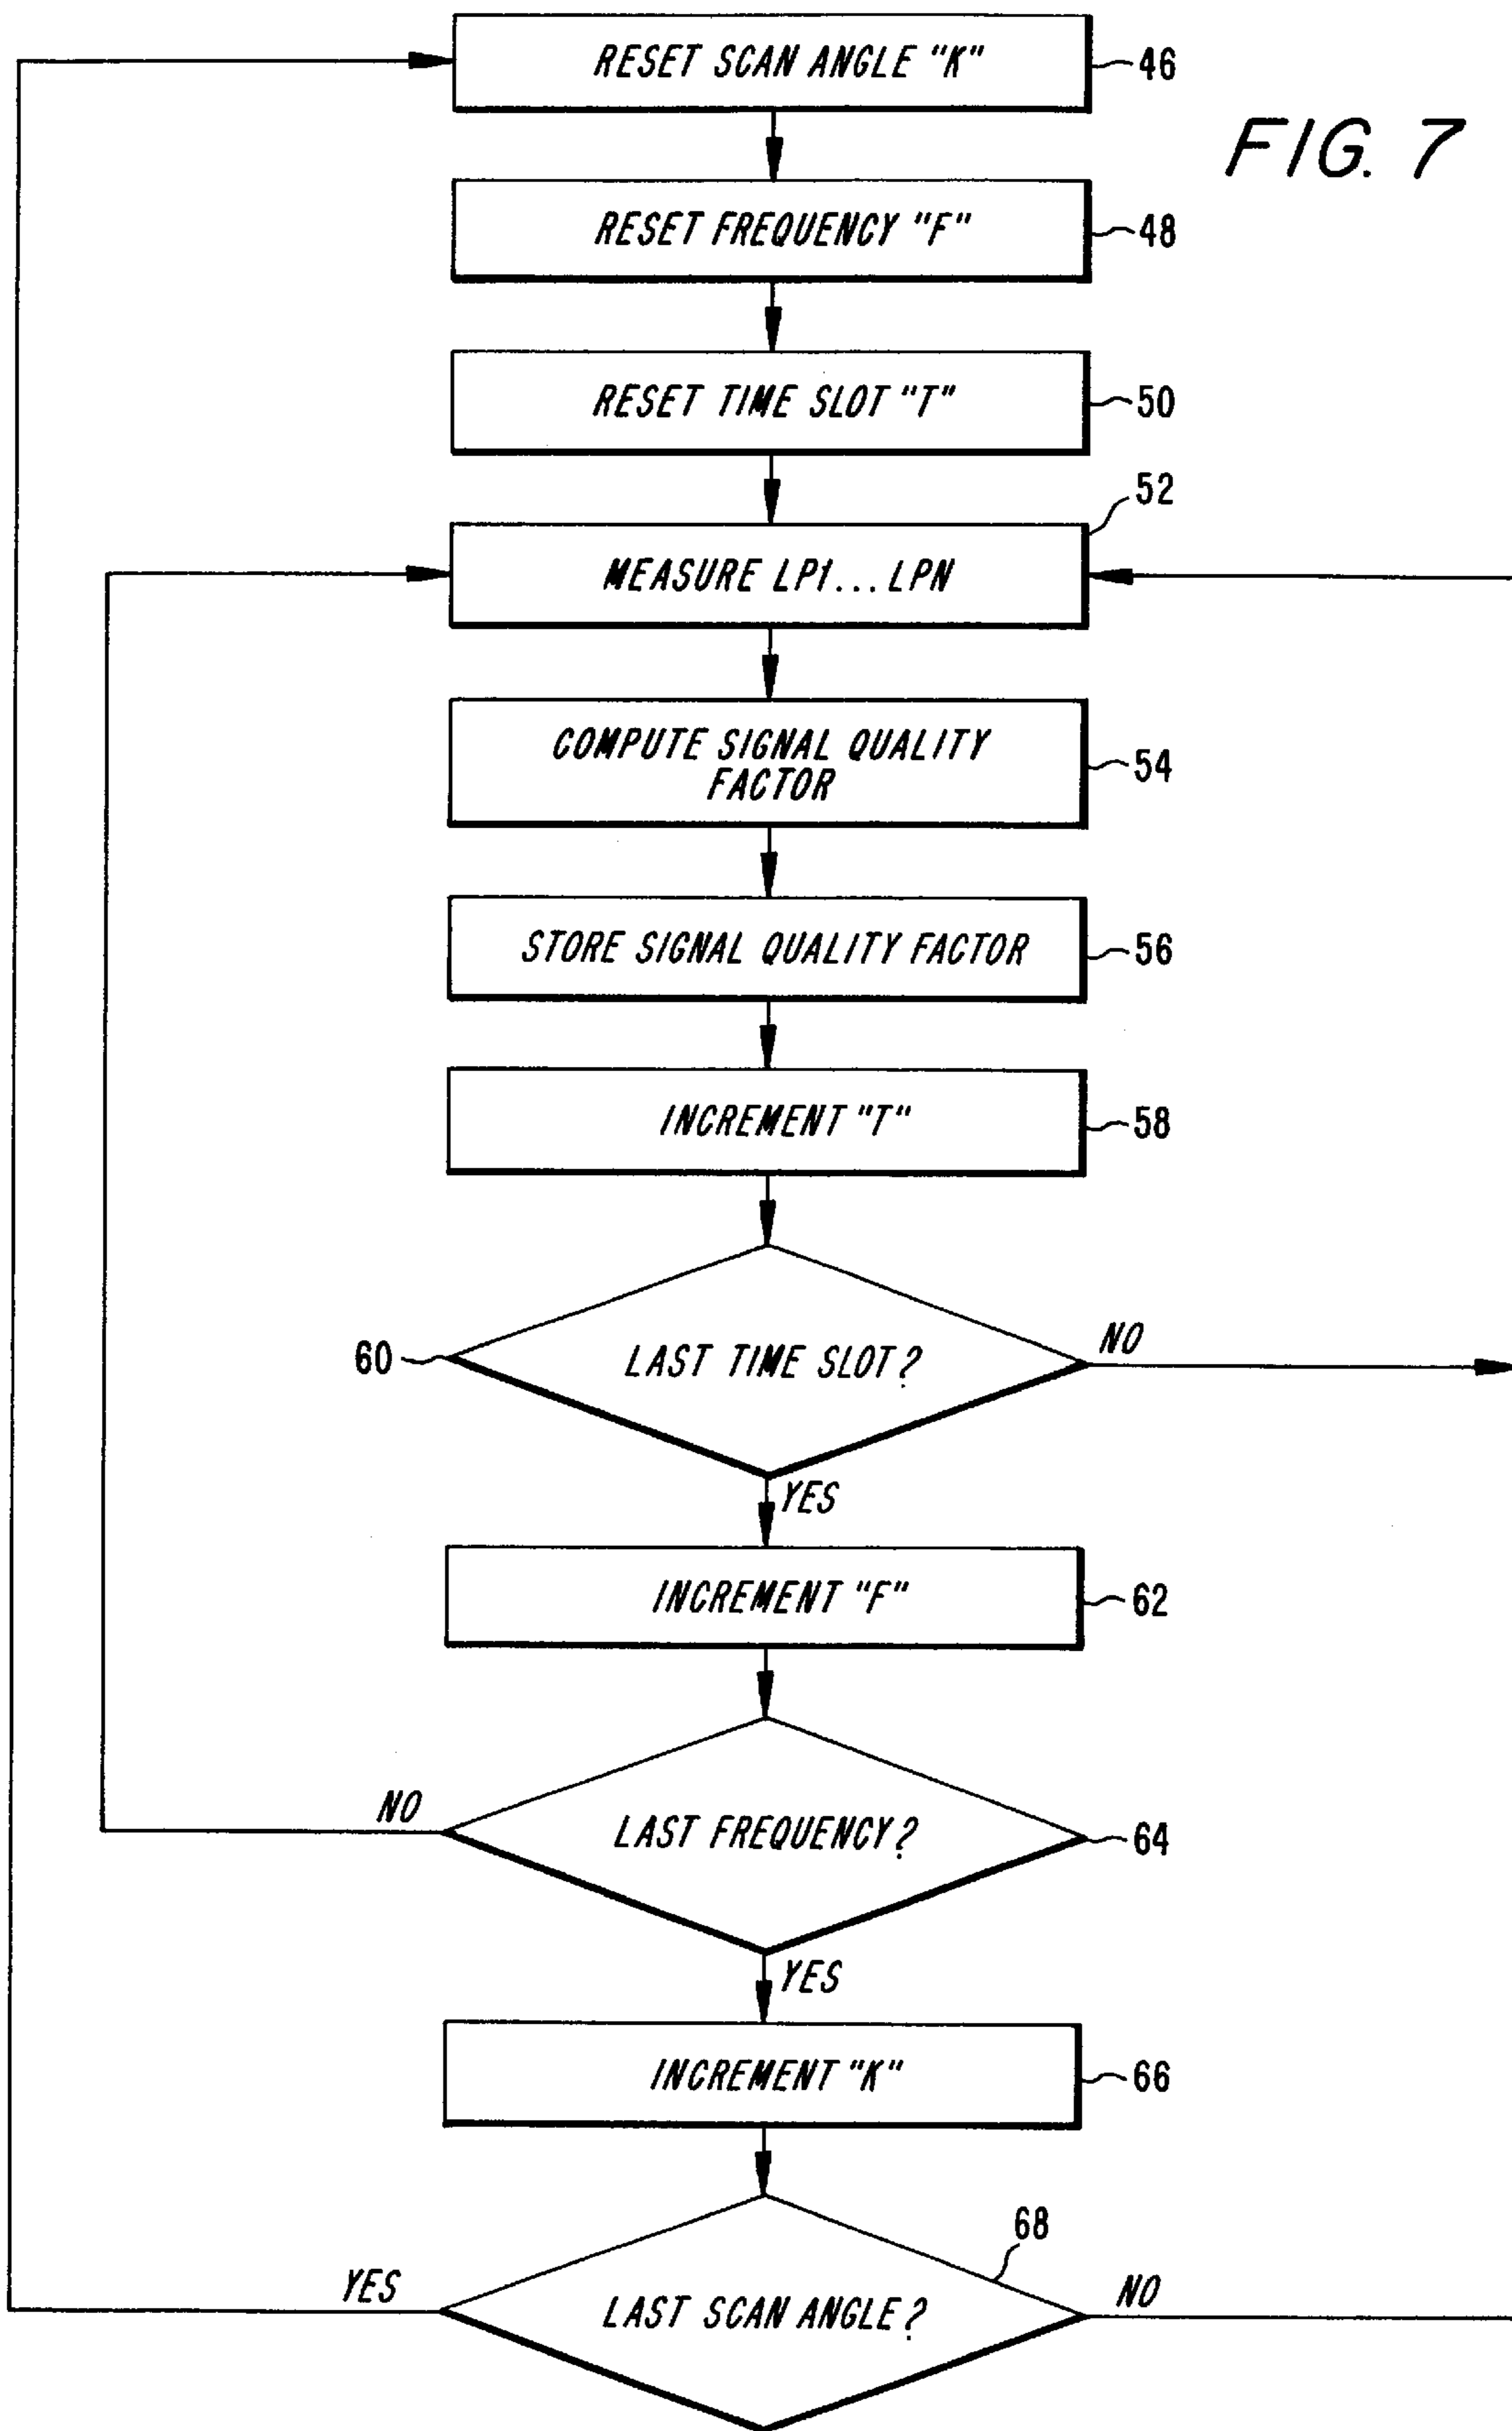 RESET SCAN ANGLE "K"
46
FIG. 7
RESET FREQUENCY "F"
48
RESET TIME SLOT "T"
50
52
MEASURE LP1...LPN
COMPUTE SIGNAL QUALITY
FACTOR
54
STORE SIGNAL QUALITY FACTOR
56
INCREMENT "T"
58
60
LAST TIME SLOT?
NO
YES
INCREMENT "F"
62
NO
LAST FREQUENCY?
64
YES
INCREMENT "K"
66
68
YES
LAST SCAN ANGLE?
NO